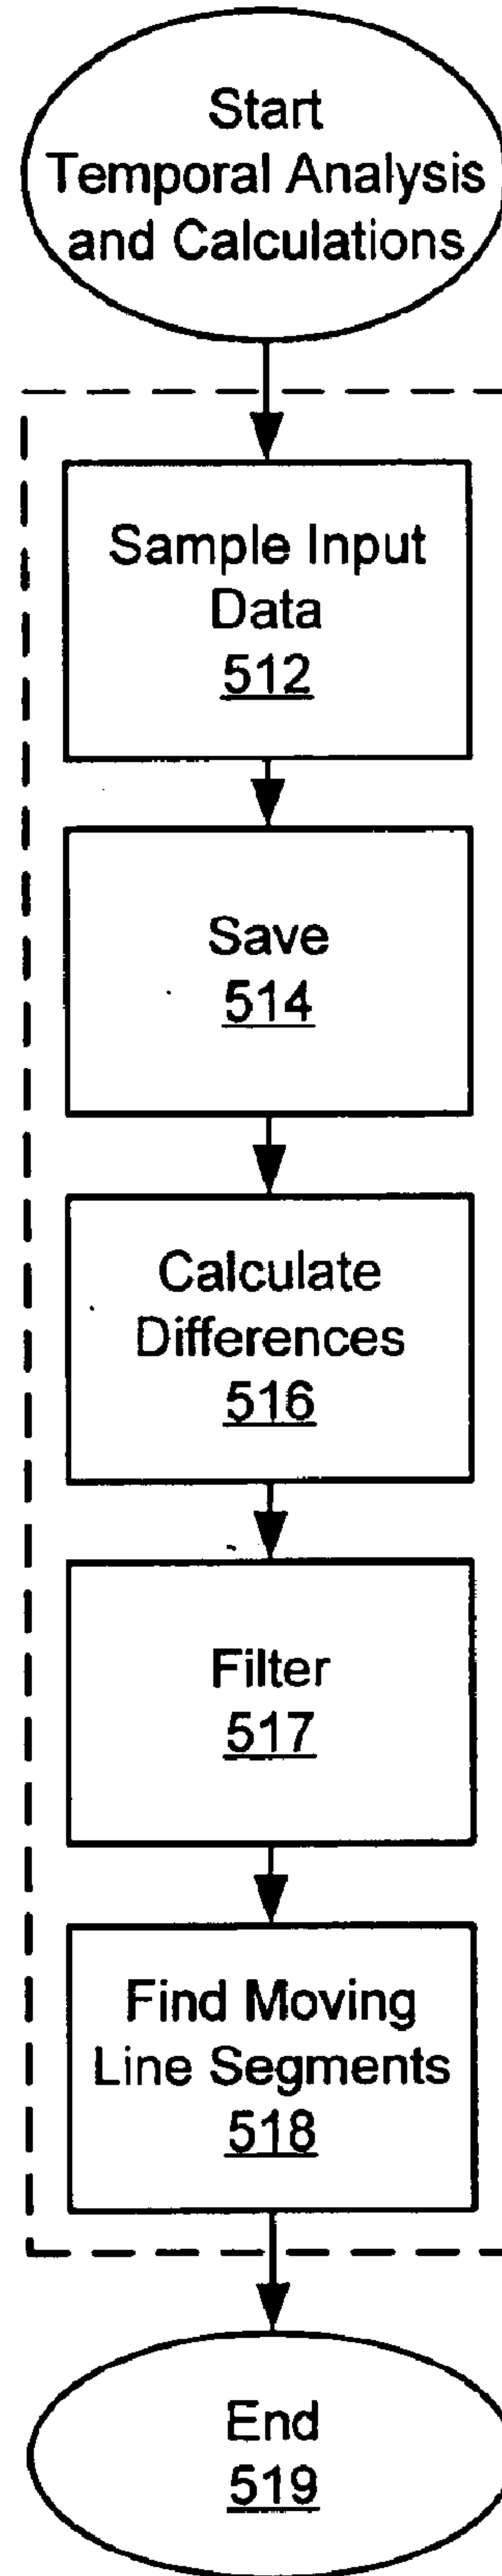 Start
Temporal Analysis
and Calculations
Sample Input
Data
512
Save
514
Calculate
Differences
516
Filter
517
Find Moving
Line Segments
518
End
519